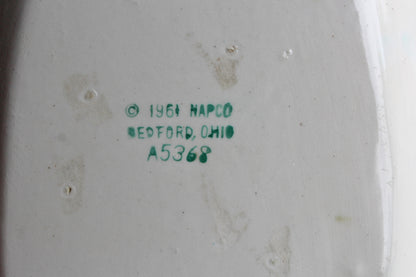 © 1961 NAPCO
BEDFORD, OHIO
A5368